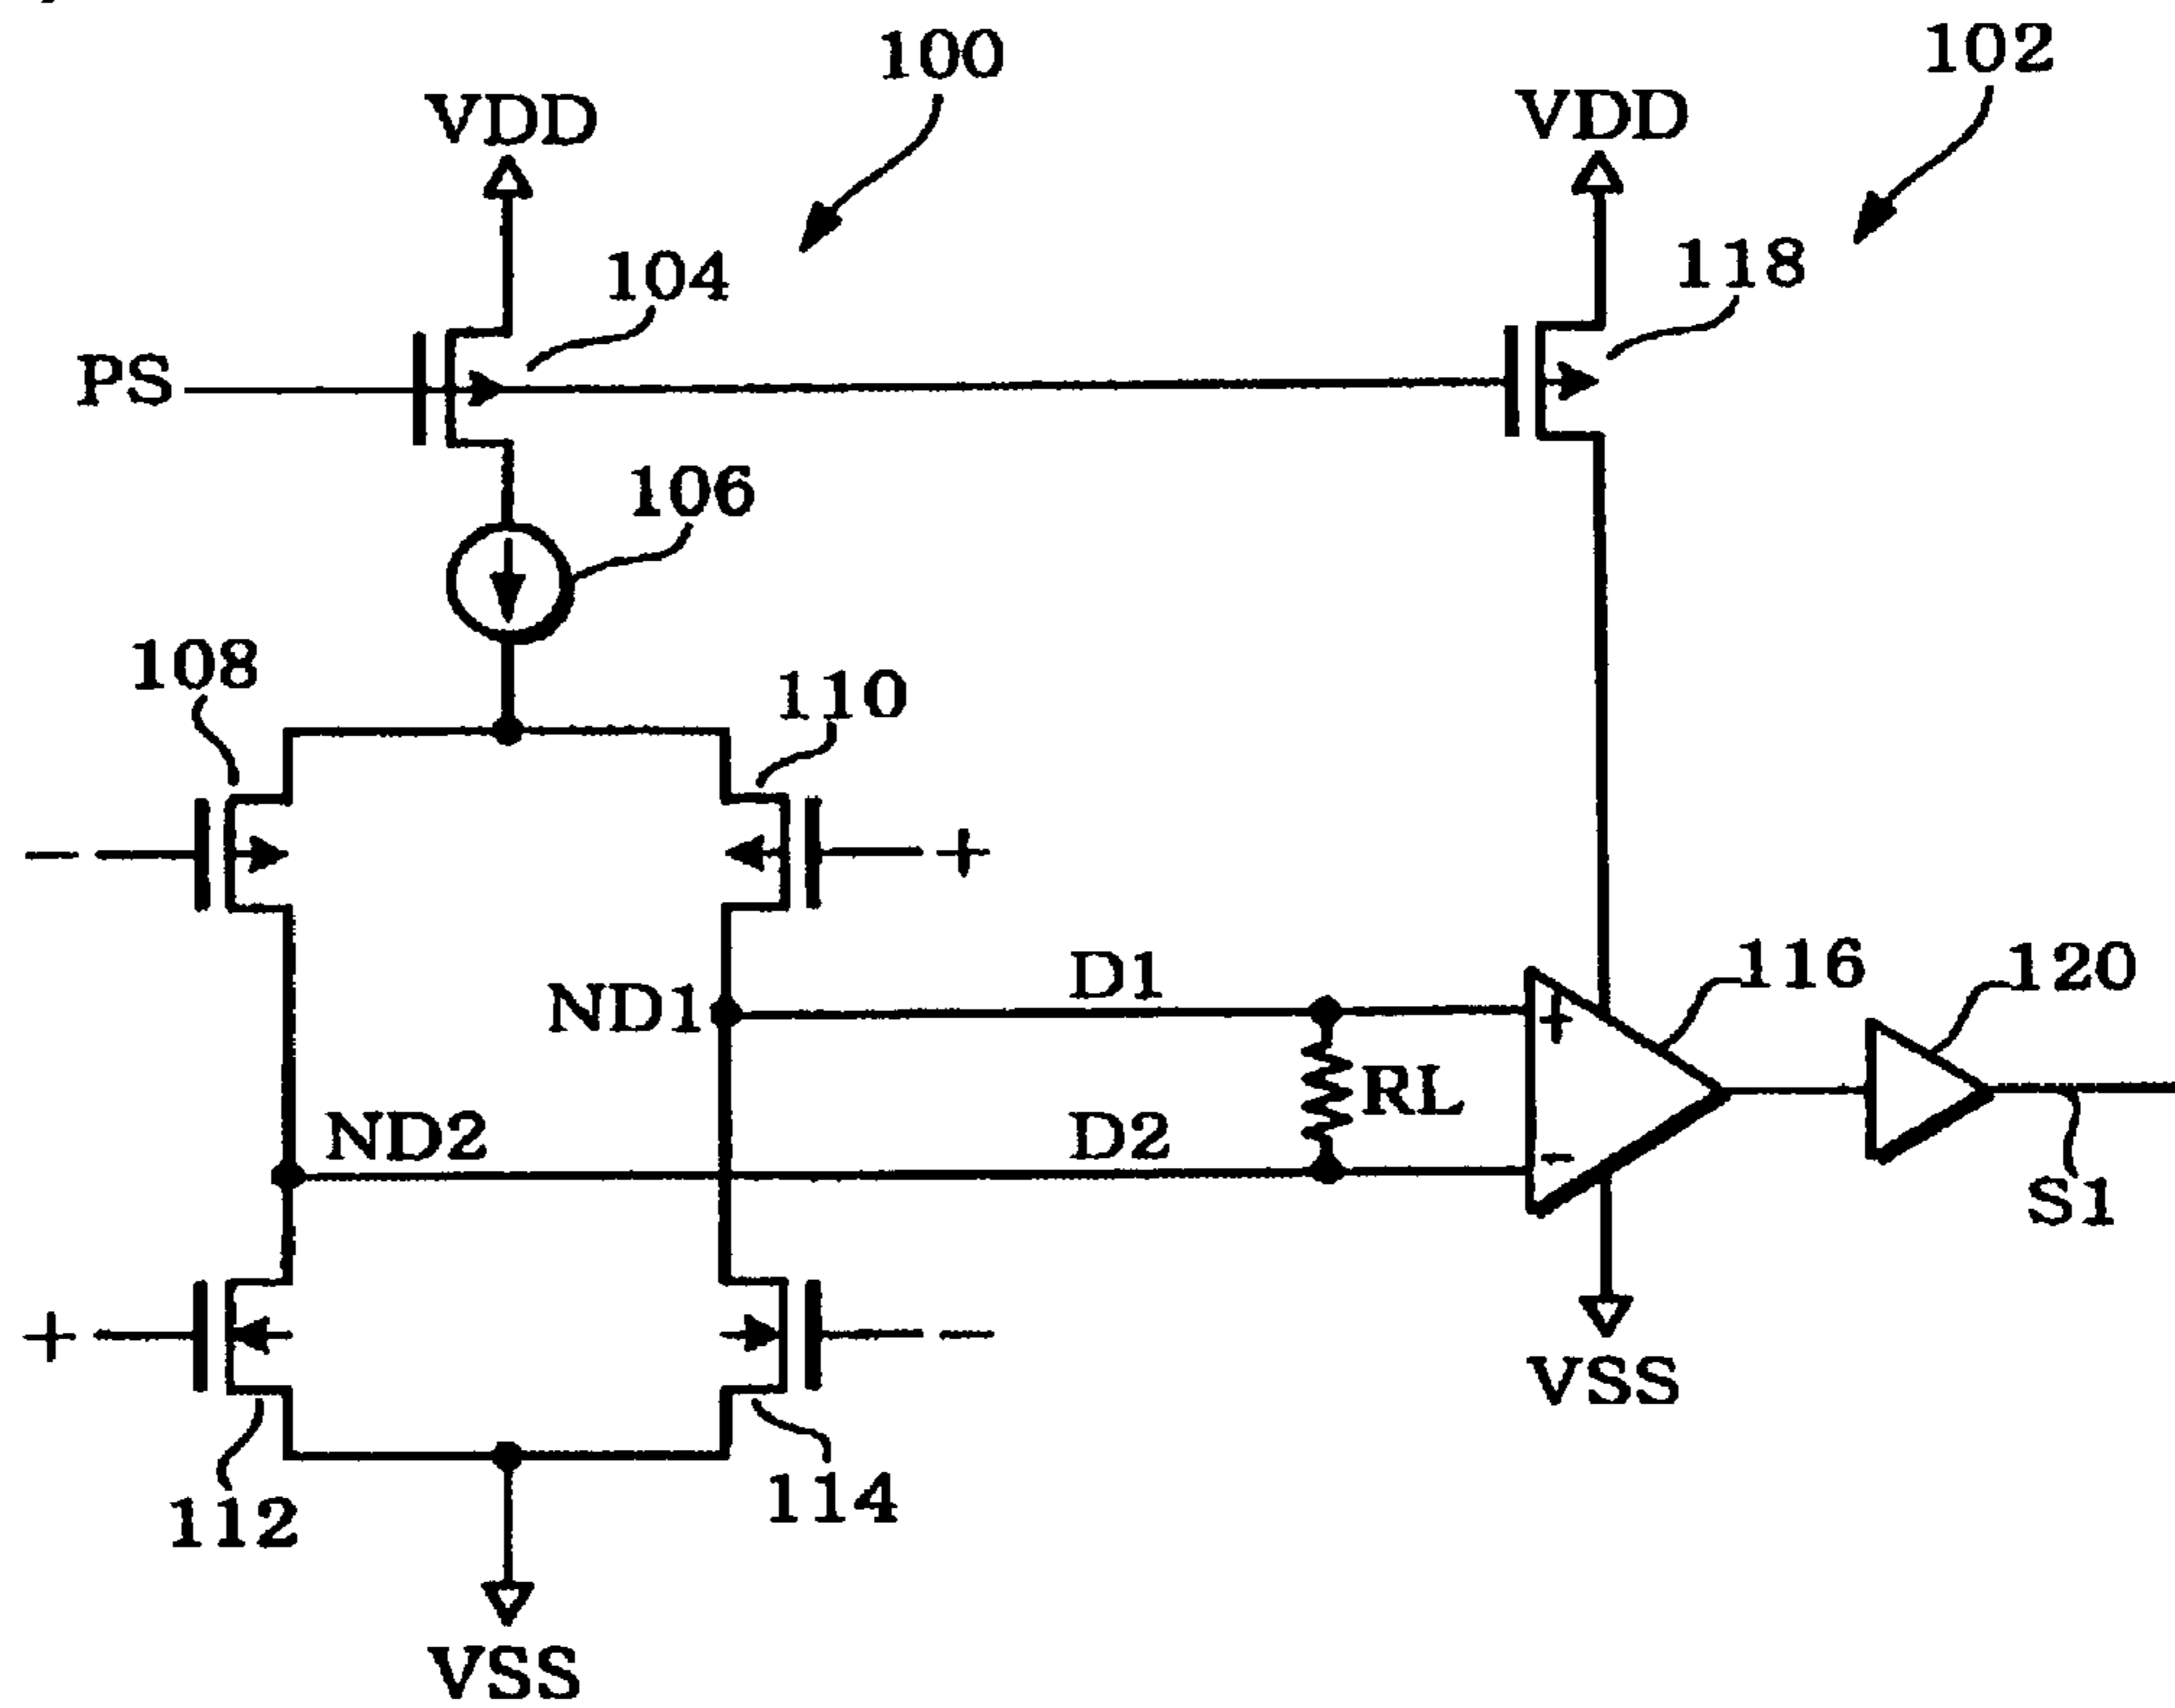 100
102
VDD
VDD
104
118
PS
106
108
110
− +
ND1
D1
+
116
120
RL
ND2
D2
-
S1
+ −
VSS
112
114
VSS